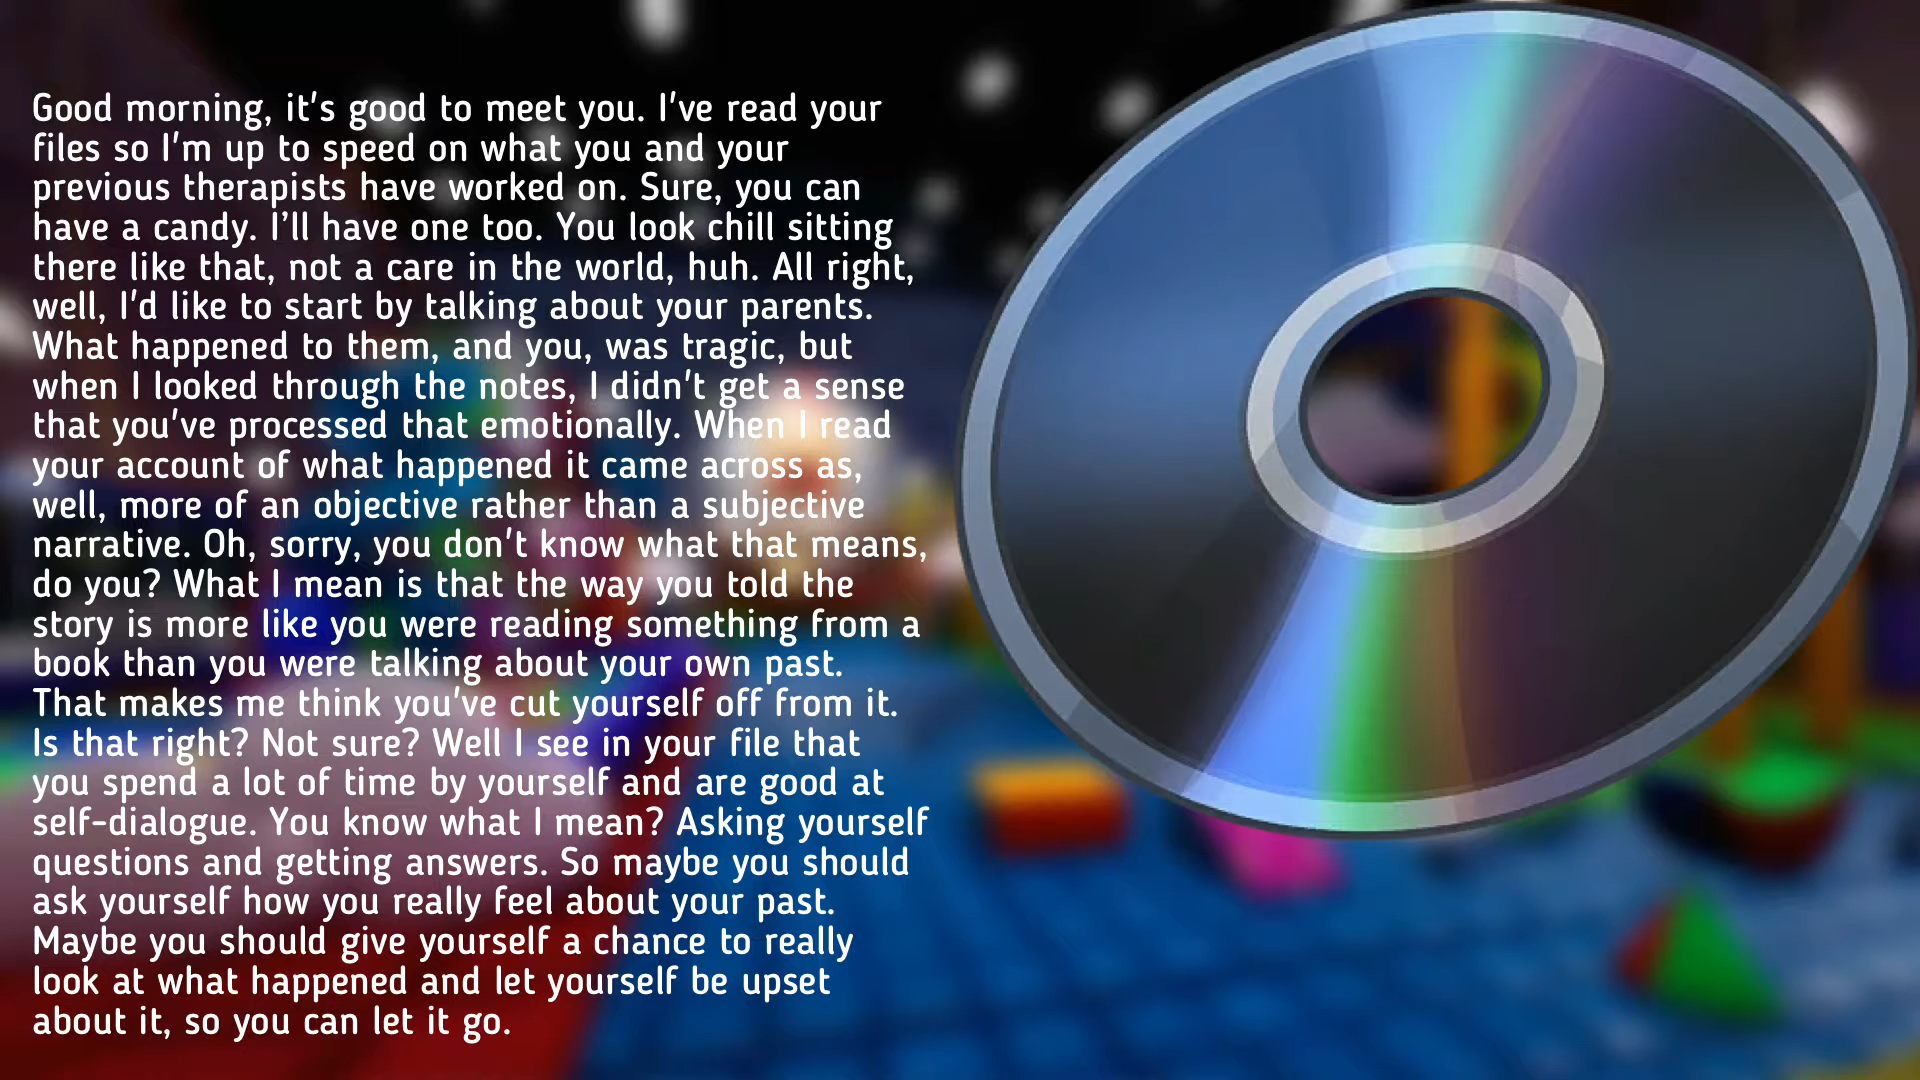 Good morning, it's good to meet you. I've read your
files so I'm up to speed on what you and your
previous therapists have worked on. Sure, you can
have a candy. I’ll have one too. You look chill sitting
there like that, not a care in the world, huh. All right,
well, I'd like to start by talking about your parents.
What happened to them, and you, was tragic, but
when I looked through the notes, I didn't get a sense
that you've processed that emotionally. When I read
your account of what happened it came across as,
well, more of an objective rather than a subjective
narrative. Oh, sorry, you don't know what that means,
do you? What I mean is that the way you told the
story is more like you were reading something from a
book than you were talking about your own past.
That makes me think you've cut yourself off from it.
Is that right? Not sure? Well I see in your file that
you spend a lot of time by yourself and are good at
self-dialogue. You know what I mean? Asking yourself
questions and getting answers. So maybe you should
ask yourself how you really feel about your past.
Maybe you should give yourself a chance to really
look at what happened and let yourself be upset
about it, so you can let it go.